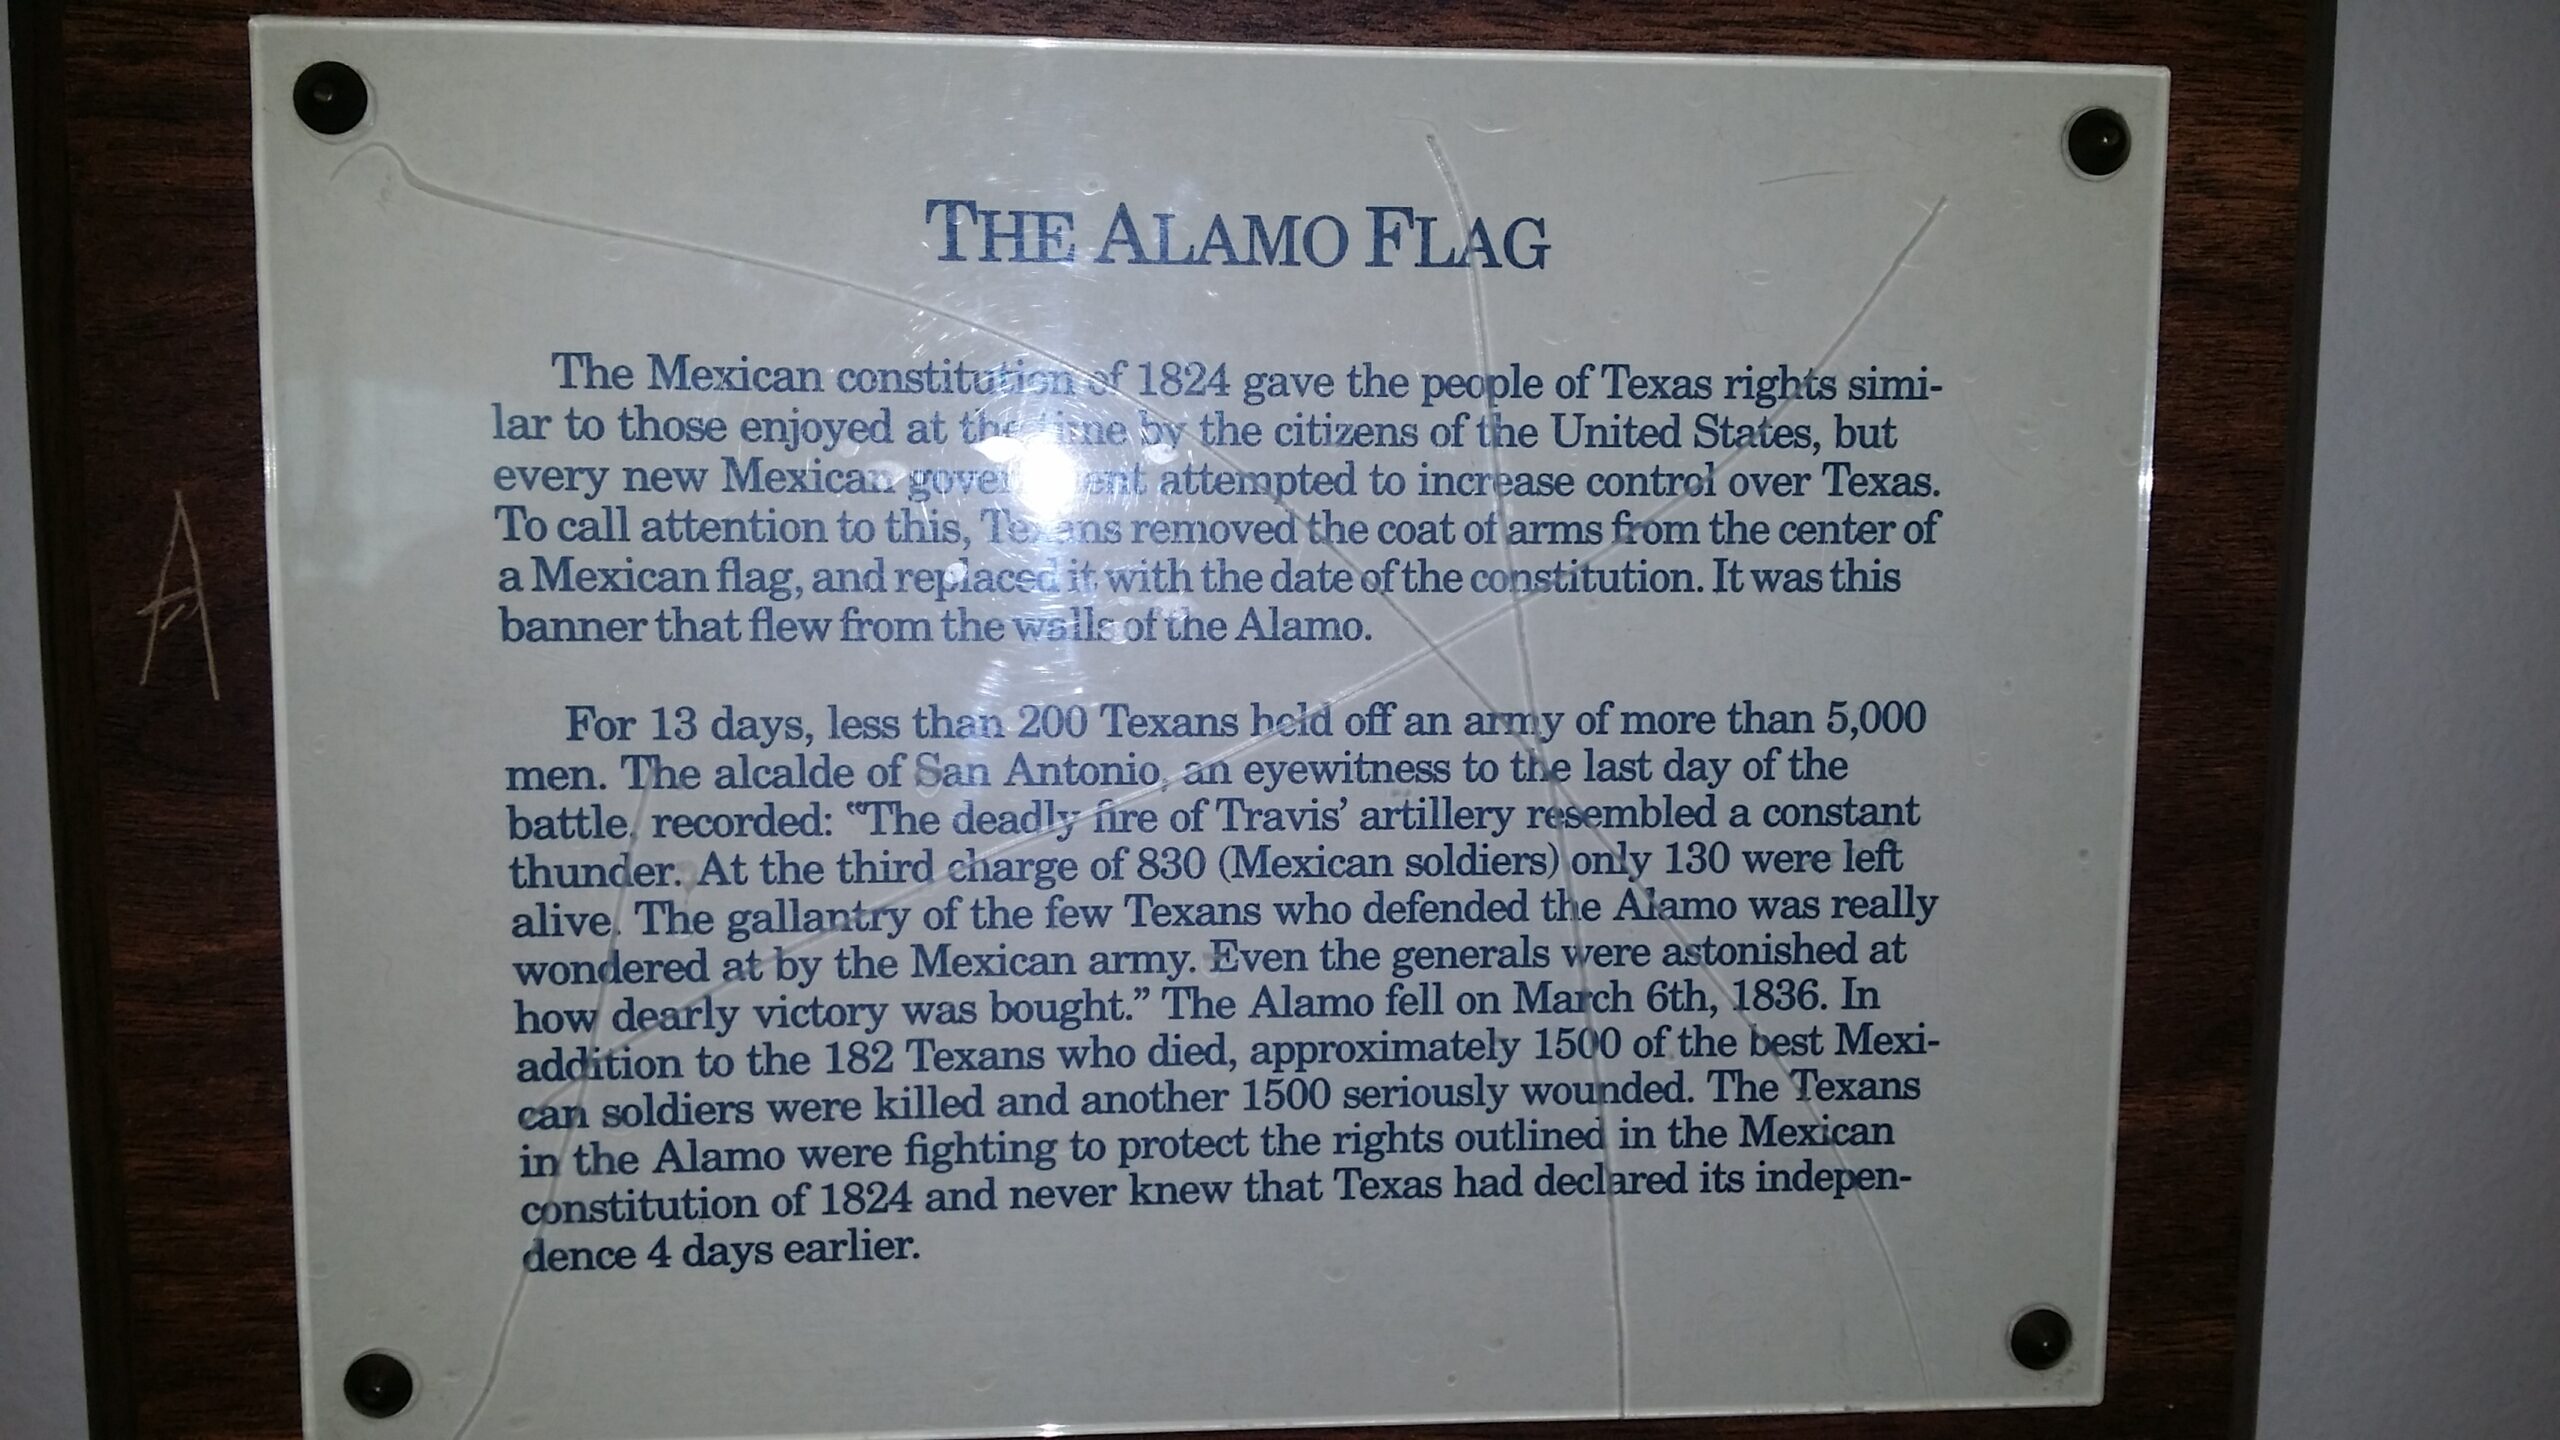 A
THE ALAMO FLAG
The Mexican constitution of 1824 gave the people of Texas rights simi-
lar to those enjoyed at the time by the citizens of the United States, but
every new Mexican government attempted to increase control over Texas.
To call attention to this, Texans removed the coat of arms from the center of
a Mexican flag, and replaced it with the date of the constitution. It was this
banner that flew from the walls of the Alamo.
For 13 days, less than 200 Texans held off an army of more than 5,000
men. The alcalde of San Antonio, an eyewitness to the last day of the
battle, recorded: “The deadly fire of Travis’ artillery resembled a constant
thunder. At the third charge of 830 (Mexican soldiers) only 130 were left
alive. The gallantry of the few Texans who defended the Alamo was really
wondered at by the Mexican army. Even the generals were astonished at
how dearly victory was bought.” The Alamo fell on March 6th, 1836. In
addition to the 182 Texans who died, approximately 1500 of the best Mexi-
can soldiers were killed and another 1500 seriously wounded. The Texans
in the Alamo were fighting to protect the rights outlined in the Mexican
constitution of 1824 and never knew that Texas had declared its indepen-
dence 4 days earlier.